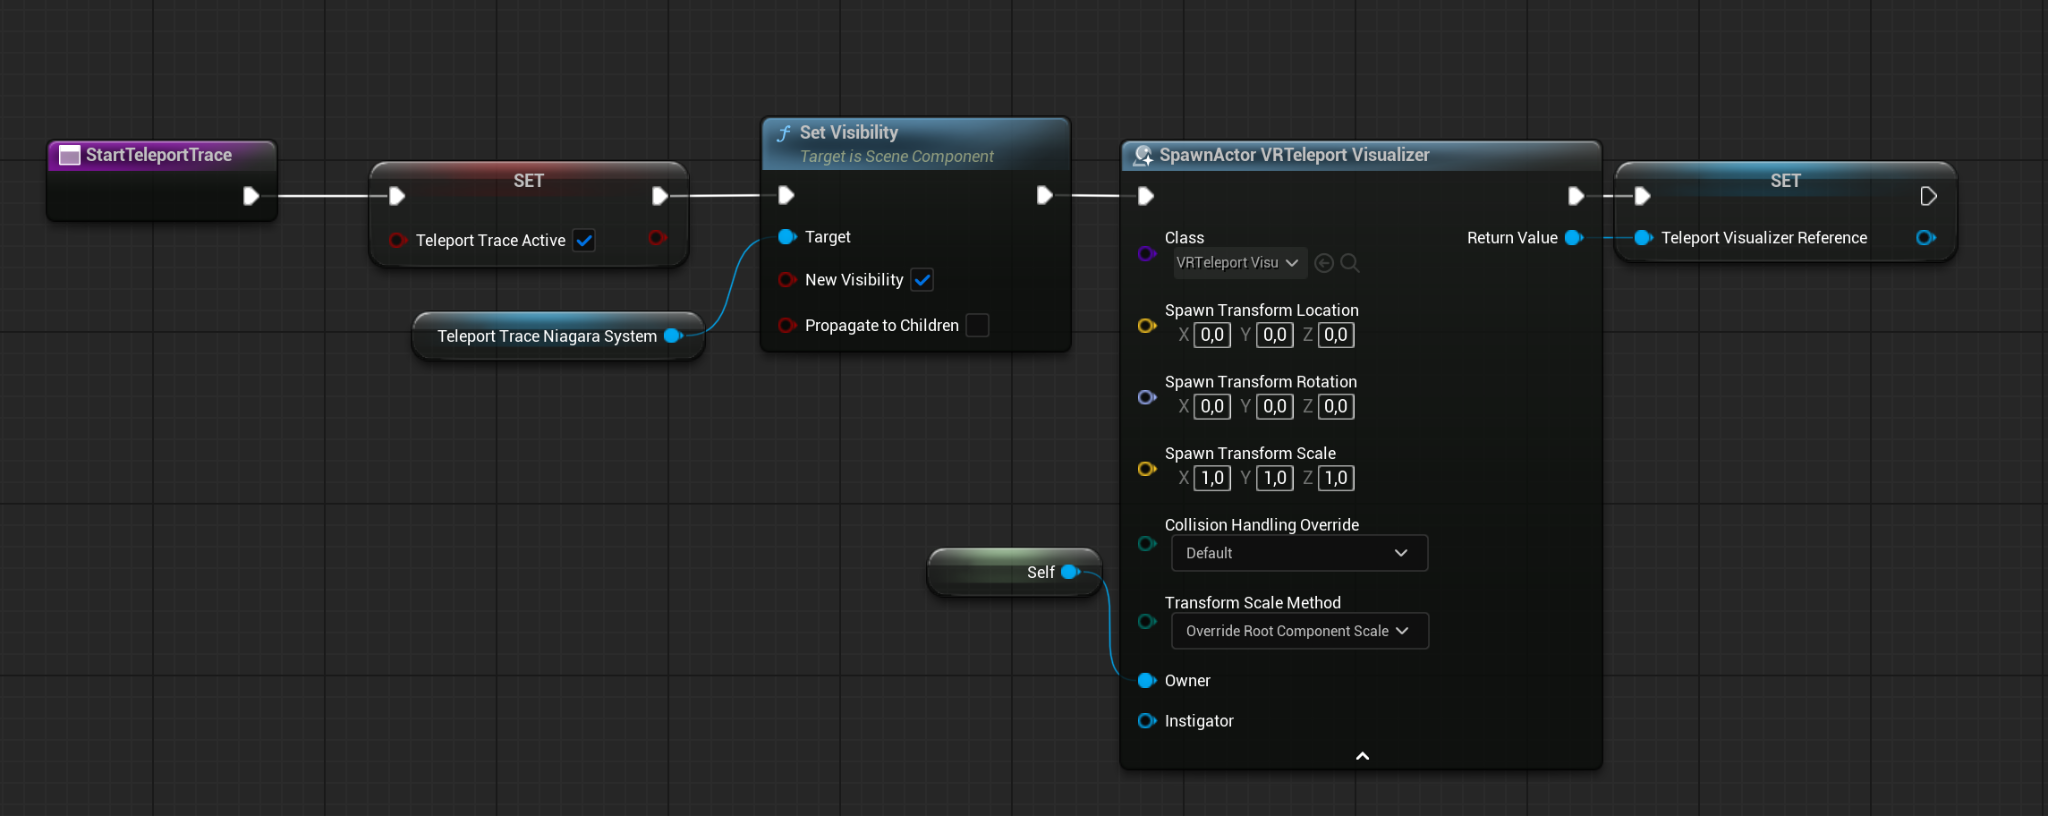 StartTeleportTrace
SET
Teleport Trace Active
Teleport Trace Niagara System
f Set Visibility
Target is Scene Component
Target
New Visibility
Propagate to Children
Self
SpawnActor VRTeleport Visualizer
Class
VRTeleport Visu
Return Value
Spawn Transform Location
X 0,0 Y 0,0 Z 0,0
Spawn Transform Rotation
X 0,0 Y 0,0 Z 0,0
Spawn Transform Scale
X 1,0 Y 1,0 Z 1,0
Collision Handling Override
Default
Transform Scale Method
Override Root Component Scale
Owner
Instigator
SET
Teleport Visualizer Reference